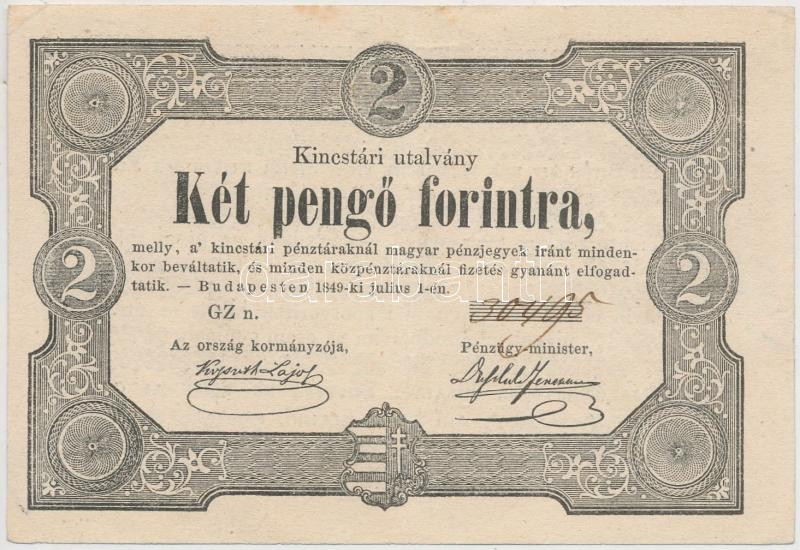 2
Kincstári utalvány
Két pengő forintra,
melly, a' kincstári pénztáraknál magyar pénzjegyek iránt minden-
kor beváltatik, és minden közpénztáraknál fizetés gyanánt elfogad-
tatik. — Budapesten 1849-ki julius 1-én.
2 2
GZ n. 30495
Az ország kormányzója, Pénzügy-minister,
Kossuth Lajos